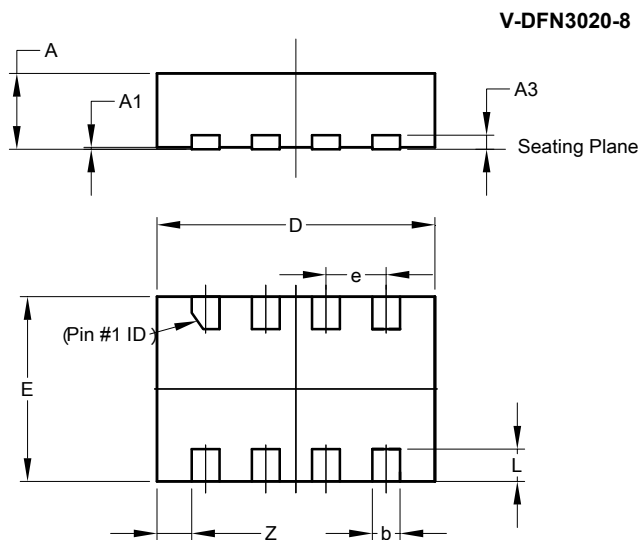 V-DFN3020-8
A
A1
A3
Seating Plane
D
e
(Pin #1 ID)
E
L
Z
b